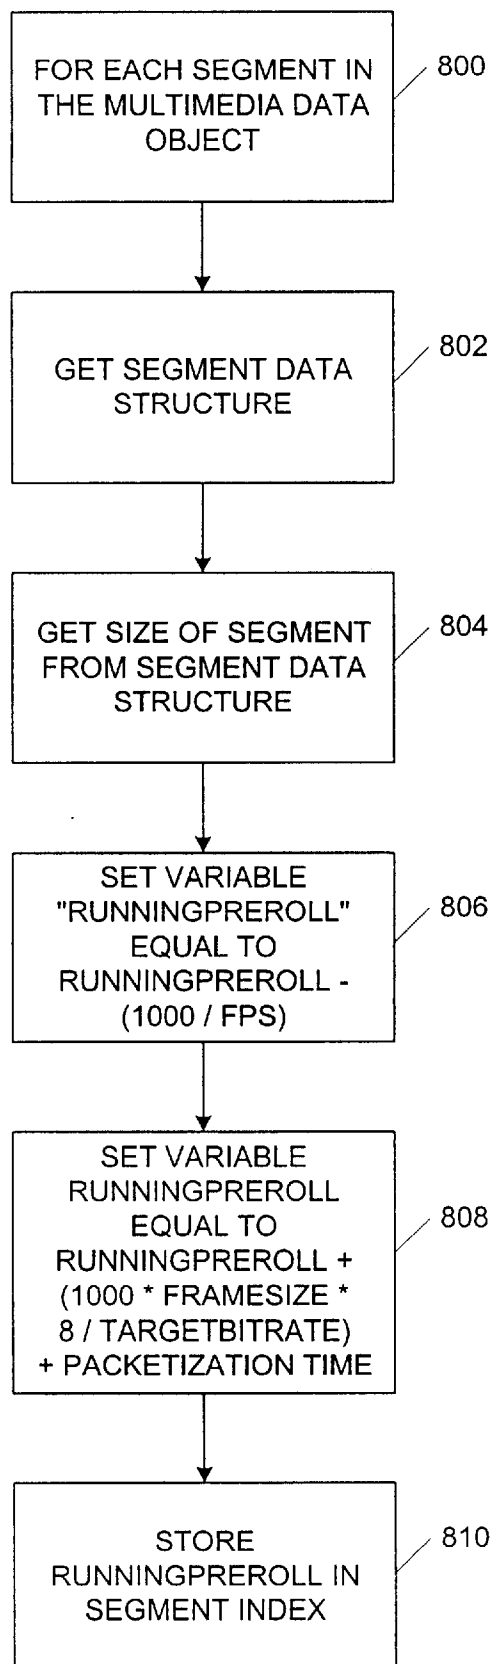 FOR EACH SEGMENT IN
THE MULTIMEDIA DATA
OBJECT
800
GET SEGMENT DATA
STRUCTURE
802
GET SIZE OF SEGMENT
FROM SEGMENT DATA
STRUCTURE
804
SET VARIABLE
"RUNNINGPREROLL"
EQUAL TO
RUNNINGPREROLL -
(1000 / FPS)
806
SET VARIABLE
RUNNINGPREROLL
EQUAL TO
RUNNINGPREROLL +
(1000 * FRAMESIZE *
8 / TARGETBITRATE)
+ PACKETIZATION TIME
808
STORE
RUNNINGPREROLL IN
SEGMENT INDEX
810